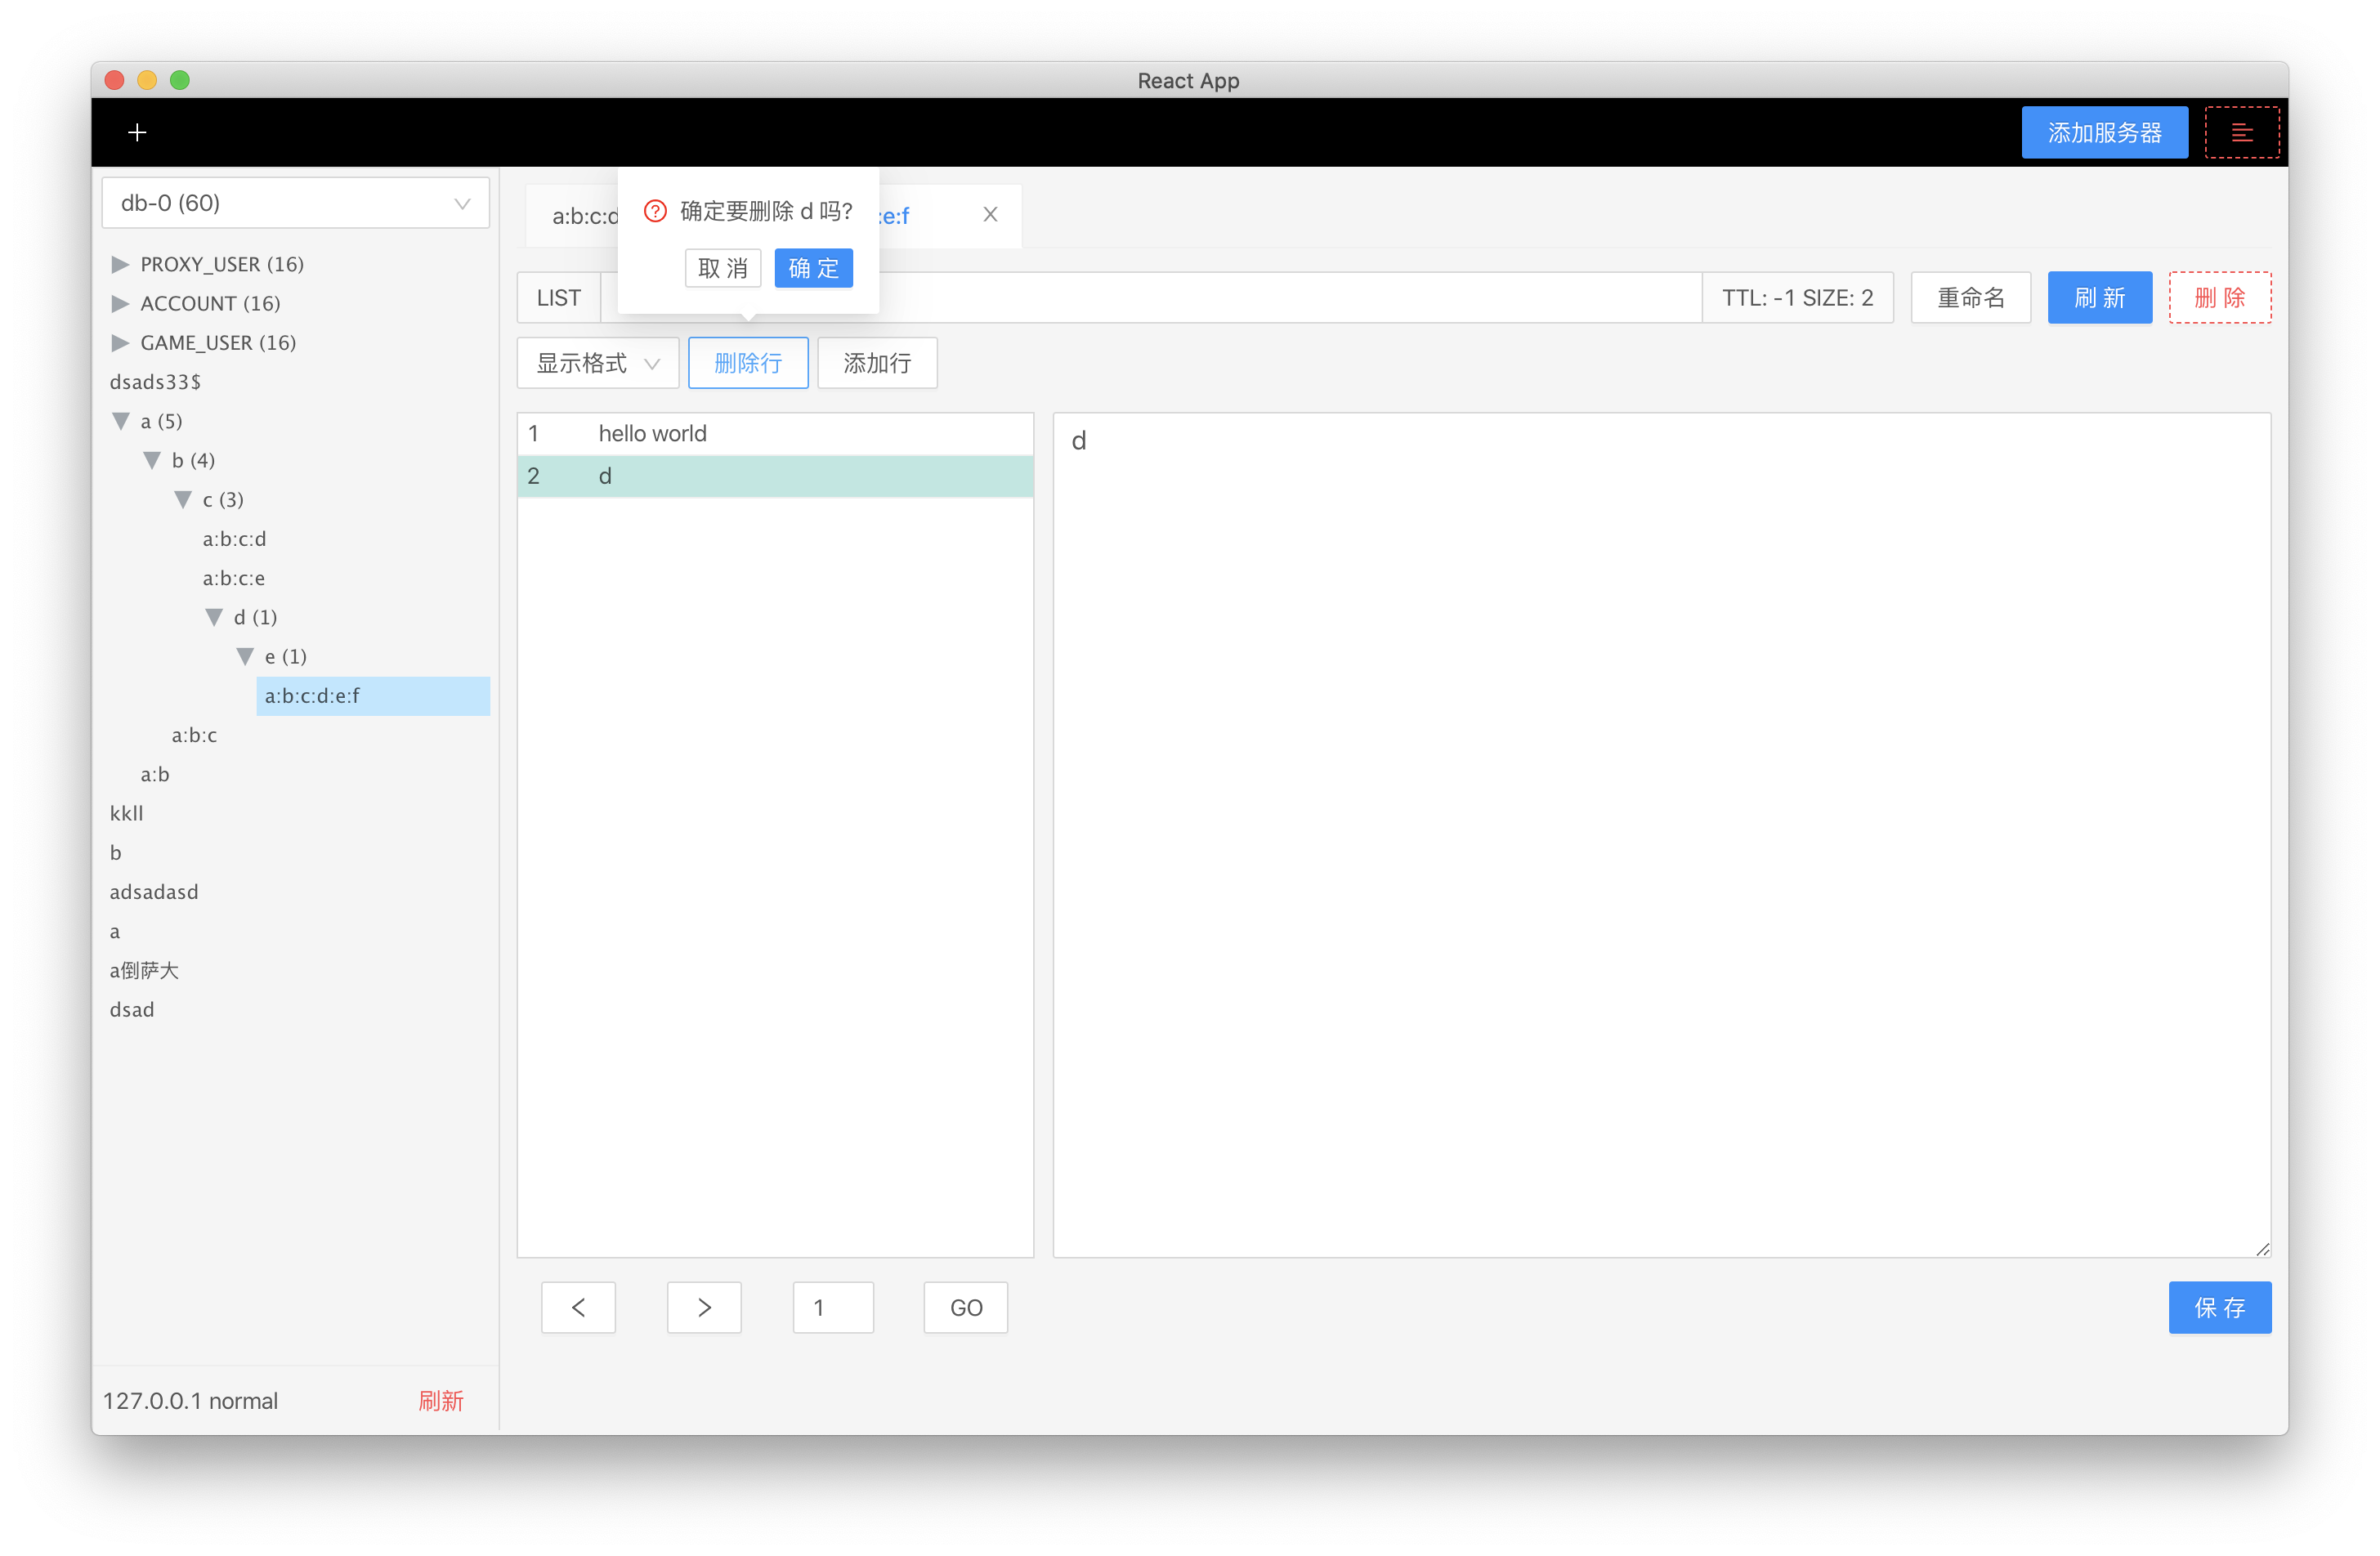 React App
添加服务器
db-0 (60)
PROXY_USER (16)
ACCOUNT (16)
GAME_USER (16)
dsads33$
a (5)
b (4)
c (3)
a:b:c:d
a:b:c:e
d (1)
e (1)
a:b:c:d:e:f
a:b:c
a:b
kkll
b
adsadasd
a
a倒萨大
dsad
127.0.0.1 normal 刷新
a:b:c:d :e:f X
确定要删除 d 吗?
取 消 确 定
LIST TTL: -1 SIZE: 2 重命名 刷 新 删 除
显示格式 删除行 添加行
1 hello world
2 d
d
< > 1 GO 保 存